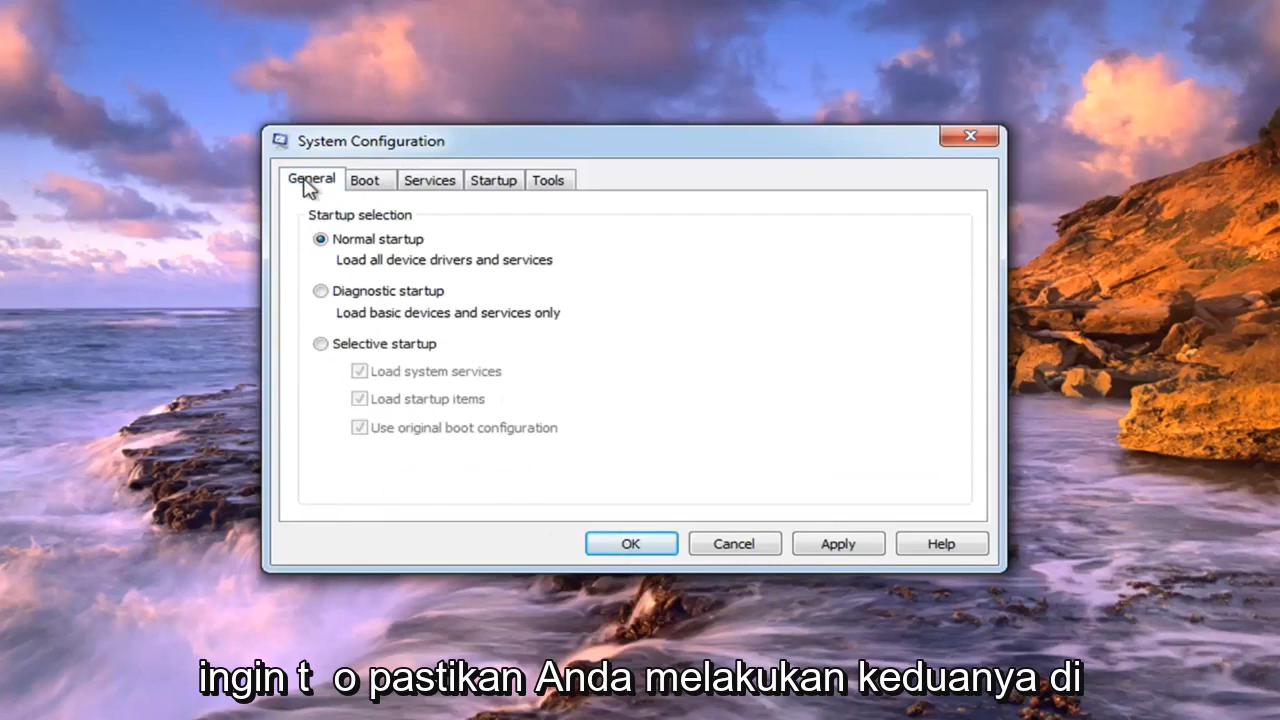 System Configuration
General Boot Services Startup Tools
Startup selection
Normal startup
Load all device drivers and services
Diagnostic startup
Load basic devices and services only
Selective startup
Load system services
Load startup items
Use original boot configuration
OK Cancel Apply Help
ingin t o pastikan Anda melakukan keduanya di